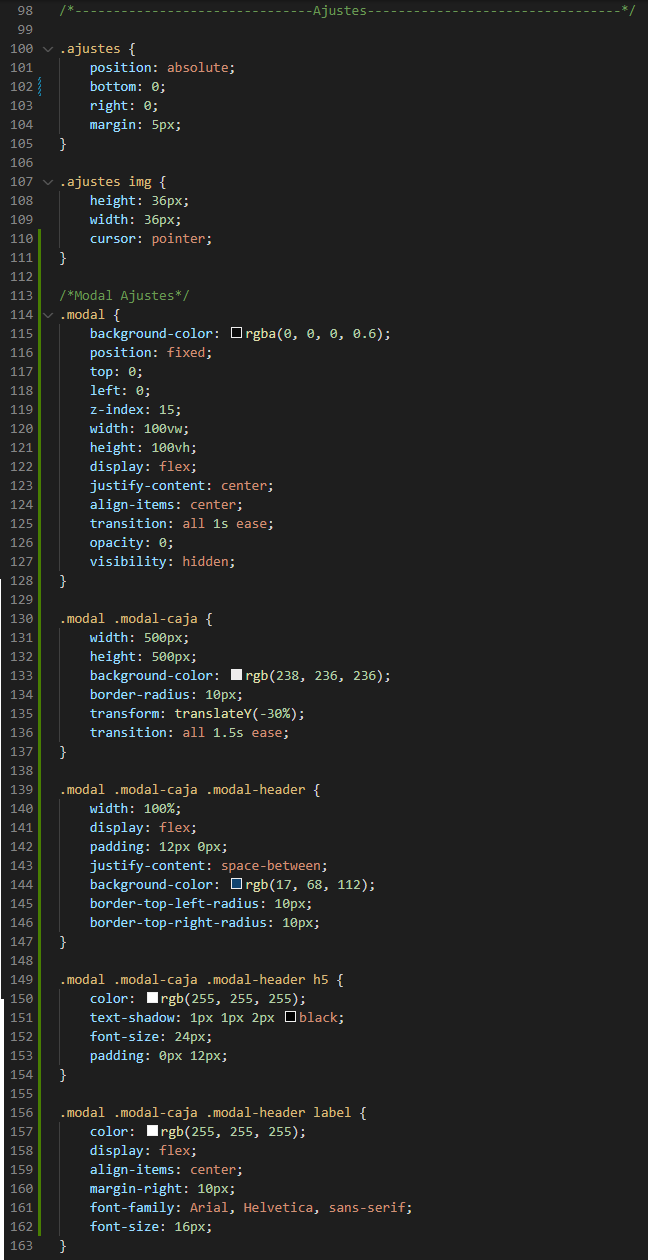 98 /*-------------------------------Ajustes---------------------------------*/
99
100 .ajustes {
101     position: absolute;
102     bottom: 0;
103     right: 0;
104     margin: 5px;
105 }
106
107 .ajustes img {
108     height: 36px;
109     width: 36px;
110     cursor: pointer;
111 }
112
113 /*Modal Ajustes*/
114 .modal {
115     background-color: rgba(0, 0, 0, 0.6);
116     position: fixed;
117     top: 0;
118     left: 0;
119     z-index: 15;
120     width: 100vw;
121     height: 100vh;
122     display: flex;
123     justify-content: center;
124     align-items: center;
125     transition: all 1s ease;
126     opacity: 0;
127     visibility: hidden;
128 }
129
130 .modal .modal-caja {
131     width: 500px;
132     height: 500px;
133     background-color: rgb(238, 236, 236);
134     border-radius: 10px;
135     transform: translateY(-30%);
136     transition: all 1.5s ease;
137 }
138
139 .modal .modal-caja .modal-header {
140     width: 100%;
141     display: flex;
142     padding: 12px 0px;
143     justify-content: space-between;
144     background-color: rgb(17, 68, 112);
145     border-top-left-radius: 10px;
146     border-top-right-radius: 10px;
147 }
148
149 .modal .modal-caja .modal-header h5 {
150     color: rgb(255, 255, 255);
151     text-shadow: 1px 1px 2px black;
152     font-size: 24px;
153     padding: 0px 12px;
154 }
155
156 .modal .modal-caja .modal-header label {
157     color: rgb(255, 255, 255);
158     display: flex;
159     align-items: center;
160     margin-right: 10px;
161     font-family: Arial, Helvetica, sans-serif;
162     font-size: 16px;
163 }